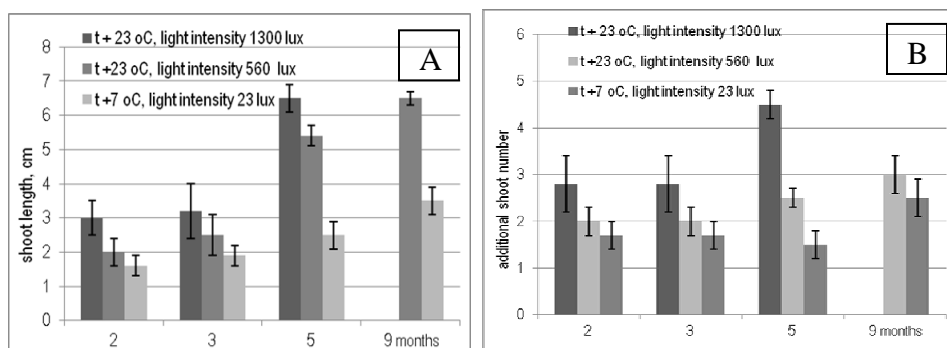 t + 23 oC, light intensity 1300 lux
t +23 oC, light intensity 560 lux
t +7 oC, light intensity 23 lux
A
shoot length, cm
8
7
6
5
4
3
2
1
0
2 3 5 9 months
t + 23 oC, light intensity 1300 lux
t +23 oC, light intensity 560 lux
t +7 oC, light intensity 23 lux
B
additional shoot number
6
5
4
3
2
1
0
2 3 5 9 months